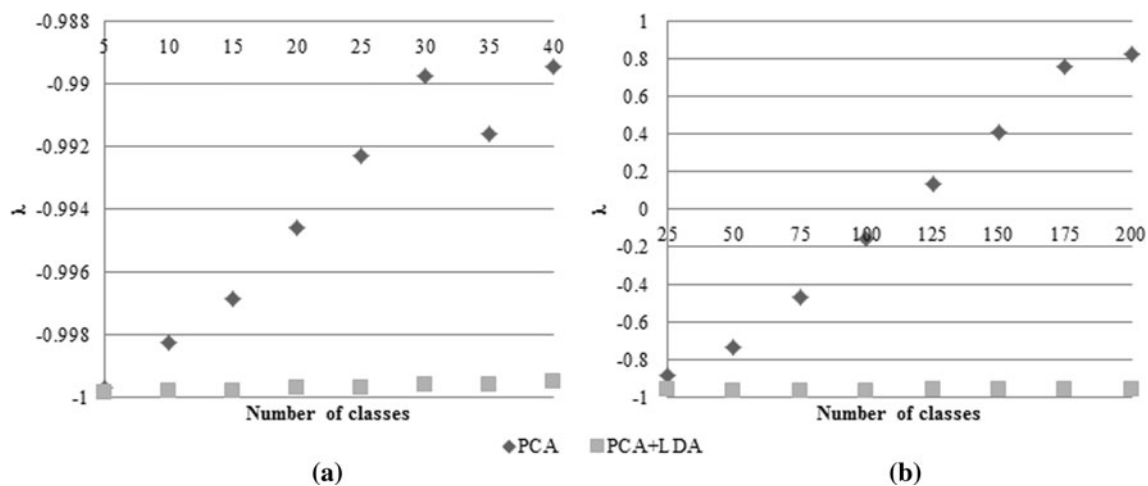 -0.988
5 10 15 20 25 30 35 40
-0.99
-0.992
-0.994
-0.996
-0.998
-1
λ
Number of classes
1
0.8
0.6
0.4
0.2
0
-0.2
-0.4
-0.6
-0.8
-1
25 50 75 100 125 150 175 200
λ
Number of classes
PCA PCA+LDA
(a)
(b)